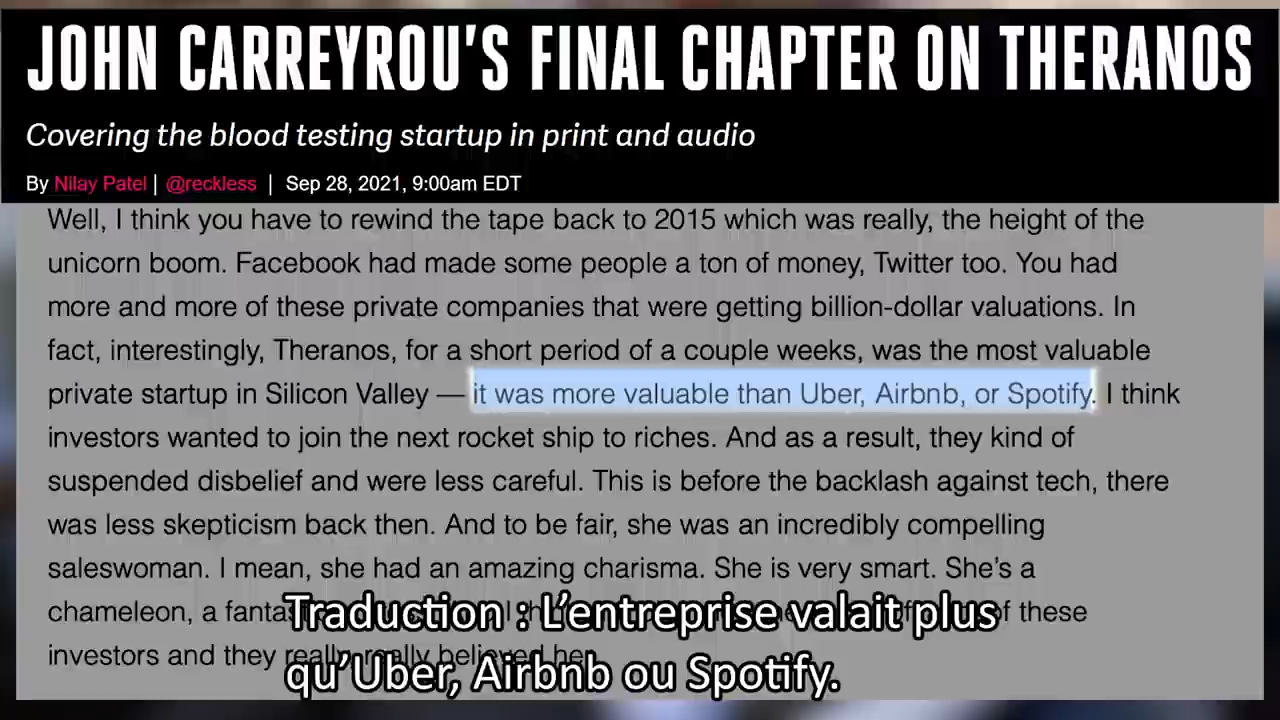 JOHN CARREYROU'S FINAL CHAPTER ON THERANOS
Covering the blood testing startup in print and audio
By Nilay Patel | @reckless | Sep 28, 2021, 9:00am EDT
Well, I think you have to rewind the tape back to 2015 which was really, the height of the
unicorn boom. Facebook had made some people a ton of money, Twitter too. You had
more and more of these private companies that were getting billion-dollar valuations. In
fact, interestingly, Theranos, for a short period of a couple weeks, was the most valuable
private startup in Silicon Valley — it was more valuable than Uber, Airbnb, or Spotify. I think
investors wanted to join the next rocket ship to riches. And as a result, they kind of
suspended disbelief and were less careful. This is before the backlash against tech, there
was less skepticism back then. And to be fair, she was an incredibly compelling
saleswoman. I mean, she had an amazing charisma. She is very smart. She's a
chameleon, a of these
investors and they really, really believed
Traduction : L'entreprise valait plus
qu'Uber, Airbnb ou Spotify.